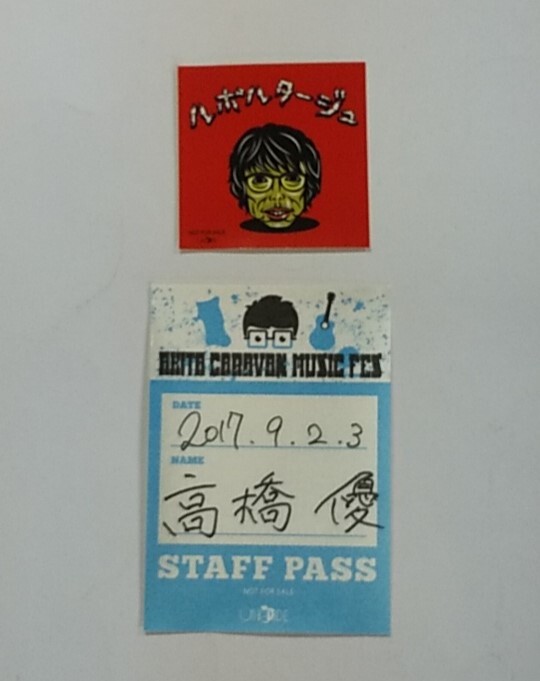 ルポルタージュ
AKITA CARAVAN MUSIC FES
DATE
2017.9.2.3
NAME
高橋 優
STAFF PASS
NOT FOR SALE